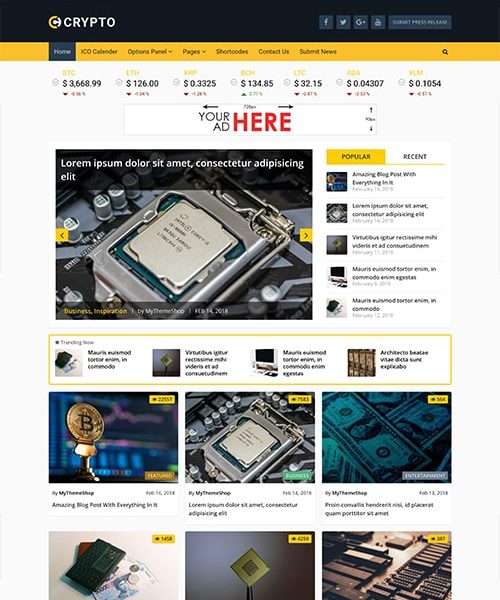 CRYPTO
SUBMIT PRESS RELEASE
Home ICO Calender Options Panel Pages Shortcodes Contact Us Submit News
BTC ETH XRP BCH LTC ADA XLM
$ 3,668.99 $ 126.00 $ 0.3325 $ 134.85 $ 32.15 $ 0.04307 $ 0.1054
-0.56 % -1.04 % -1.28 % 2.77 % -0.87 % -2.53 % -0.57 %
728px
YOUR AD HERE
90px
Lorem ipsum dolor sit amet, consectetur adipisicing
elit
Business, Inspiration | by MyThemeShop | FEB 14, 2018
POPULAR RECENT
Amazing Blog Post With
Everything In It
February 16, 2018
Lorem ipsum dolor sit amet,
consectetur adipisicing elit
February 14, 2018
Virtutibus igitur rectissime mihi
videris et ad consuetudinem
February 11, 2018
Mauris euismod tortor enim, in
commodo enim egestas
February 9, 2018
Mauris euismod tortor enim, in
commodo
February 12, 2018
Trending Now
Mauris euismod
tortor enim, in
commodo
Virtutibus igitur
rectissime mihi
videris et ad
consuetudinem
Mauris euismod
tortor enim, in
commodo enim
egestas
Architecto beatae
vitae dicta sunt
explicabo
22557
FEATURED
By MyThemeShop Feb 16, 2018
Amazing Blog Post With Everything In It
7583
INTEL
BUSINESS
By MyThemeShop Feb 14, 2018
Lorem ipsum dolor sit amet,
consectetur adipisicing elit
564
ENTERTAINMENT
By MyThemeShop Feb 13, 2018
Proin convallis hendrerit nisi, id placerat
quam porttitor sit amet
1458
4259
387